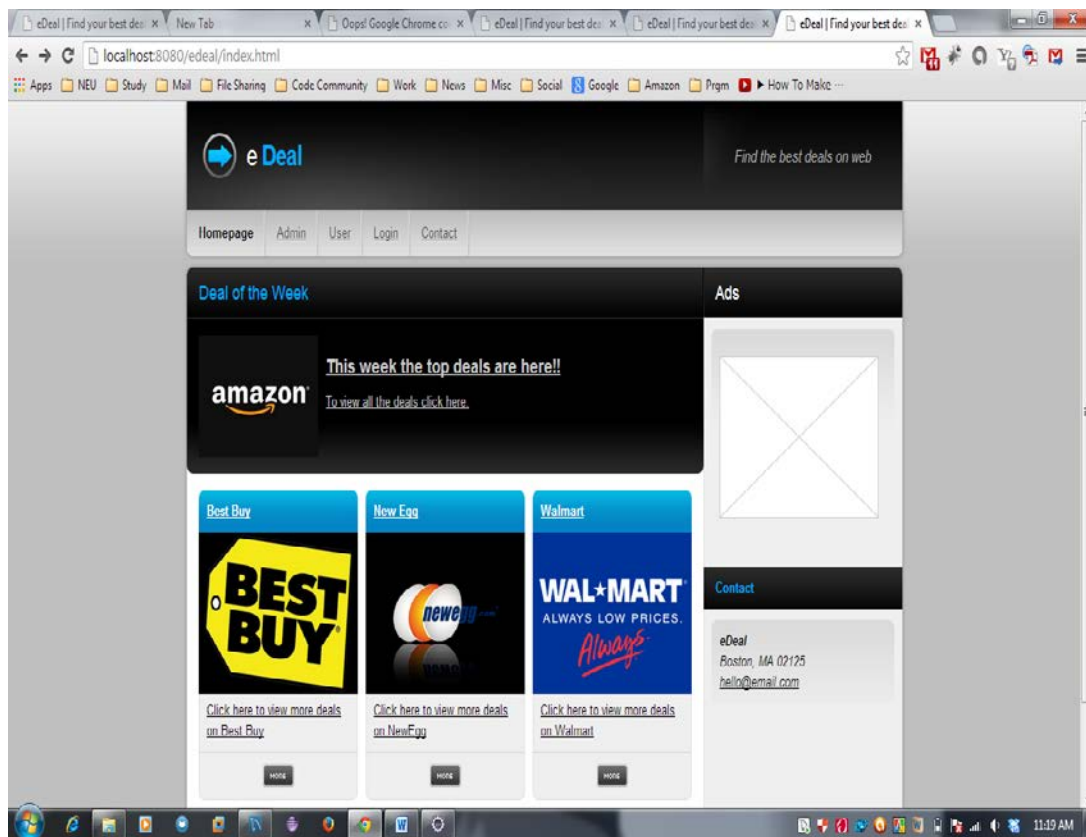 eDeal | Find your best dea
New Tab
Oops! Google Chrome co
eDeal | Find your best dea
eDeal | Find your best dea
eDeal | Find your best dea
localhost:8080/edeal/index.html
Apps NEU Study Mail File Sharing Code Community Work News Misc Social Google Amazon Prgm How To Make ...
e Deal
Find the best deals on web
Homepage Admin User Login Contact
Deal of the Week
Ads
amazon
This week the top deals are here!!
To view all the deals click here.
Best Buy
New Egg
Walmart
BEST
BUY
newegg
WAL★MART
ALWAYS LOW PRICES.
Always.
Click here to view more deals
on Best Buy
Click here to view more deals
on NewEgg
Click here to view more deals
on Walmart
MORE
MORE
MORE
Contact
eDeal
Boston, MA 02125
hello@email.com
11:19 AM